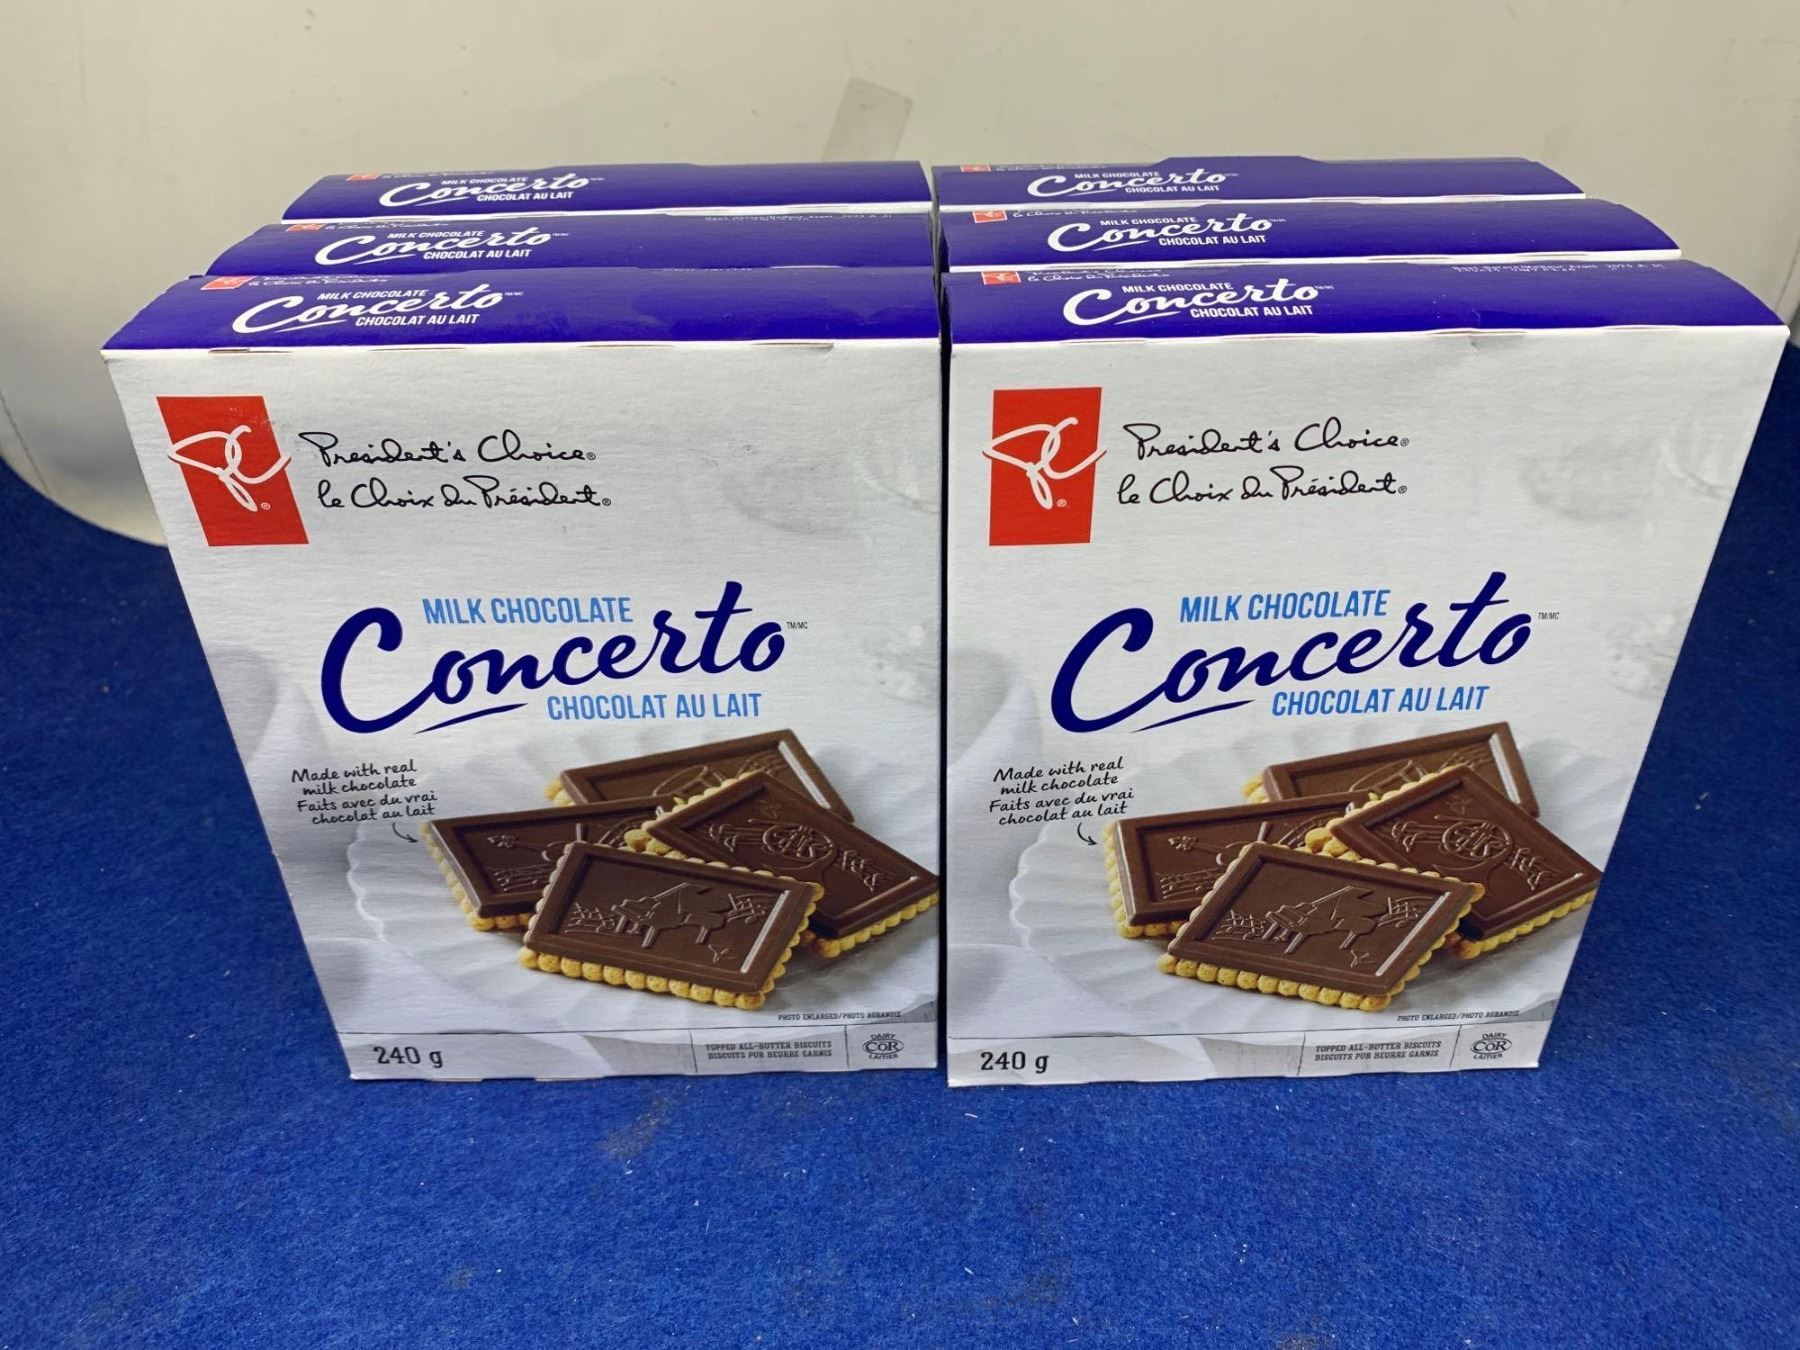 MILK CHOCOLATE
Concerto
CHOCOLAT AU LAIT
MILK CHOCOLATE
Concerto
CHOCOLAT AU LAIT
MILK CHOCOLATE
Concerto TM/MC
CHOCOLAT AU LAIT
President's Choice®
le Choix du Président®
MILK CHOCOLATE
Concerto TM/MC
CHOCOLAT AU LAIT
Made with real
milk chocolate
Faits avec du vrai
chocolat au lait
PHOTO ENLARGED/PHOTO AGRANDIE
240 g
TOPPED ALL-BUTTER BISCUITS
BISCUITS PUR BEURRE GARNIS
DAIRY
COR
LAITIER
MILK CHOCOLATE
Concerto
CHOCOLAT AU LAIT
MILK CHOCOLATE
Concerto
CHOCOLAT AU LAIT
MILK CHOCOLATE
Concerto TM/MC
CHOCOLAT AU LAIT
President's Choice®
le Choix du Président®
MILK CHOCOLATE
Concerto TM/MC
CHOCOLAT AU LAIT
Made with real
milk chocolate
Faits avec du vrai
chocolat au lait
PHOTO ENLARGED/PHOTO AGRANDIE
240 g
TOPPED ALL-BUTTER BISCUITS
BISCUITS PUR BEURRE GARNIS
DAIRY
COR
LAITIER